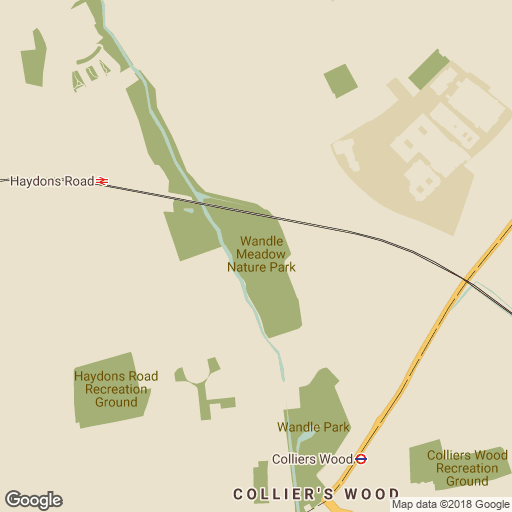 Haydons Road
Wandle
Meadow
Nature Park
Haydons Road
Recreation
Ground
Wandle Park
Colliers Wood
Colliers Wood
Recreation
Ground
COLLIER'S WOOD
Google
Map data ©2018 Google